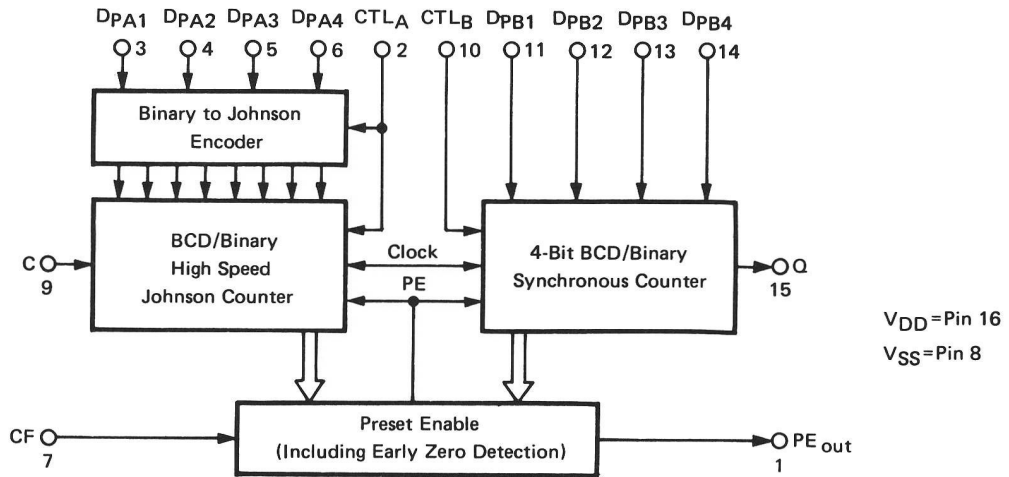 DPA1 DPA2 DPA3 DPA4 CTLA CTLB DPB1 DPB2 DPB3 DPB4
3 4 5 6 2 10 11 12 13 14
Binary to Johnson
Encoder
BCD/Binary
High Speed
Johnson Counter
Clock
PE
4-Bit BCD/Binary
Synchronous Counter
C
9
Q
15
VDD=Pin 16
VSS=Pin 8
Preset Enable
(Including Early Zero Detection)
CF
7
PE out
1